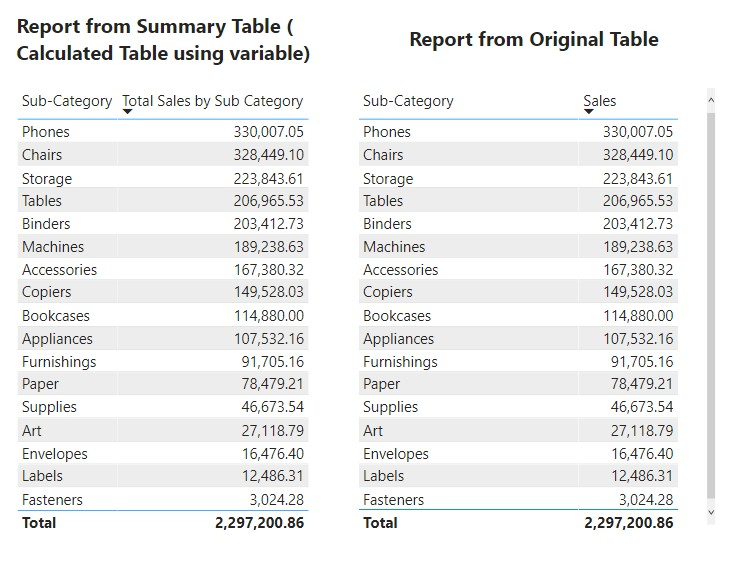 Report from Summary Table (
Calculated Table using variable)
Sub-Category Total Sales by Sub Category
Phones 330,007.05
Chairs 328,449.10
Storage 223,843.61
Tables 206,965.53
Binders 203,412.73
Machines 189,238.63
Accessories 167,380.32
Copiers 149,528.03
Bookcases 114,880.00
Appliances 107,532.16
Furnishings 91,705.16
Paper 78,479.21
Supplies 46,673.54
Art 27,118.79
Envelopes 16,476.40
Labels 12,486.31
Fasteners 3,024.28
Total 2,297,200.86
Report from Original Table
Sub-Category Sales
Phones 330,007.05
Chairs 328,449.10
Storage 223,843.61
Tables 206,965.53
Binders 203,412.73
Machines 189,238.63
Accessories 167,380.32
Copiers 149,528.03
Bookcases 114,880.00
Appliances 107,532.16
Furnishings 91,705.16
Paper 78,479.21
Supplies 46,673.54
Art 27,118.79
Envelopes 16,476.40
Labels 12,486.31
Fasteners 3,024.28
Total 2,297,200.86